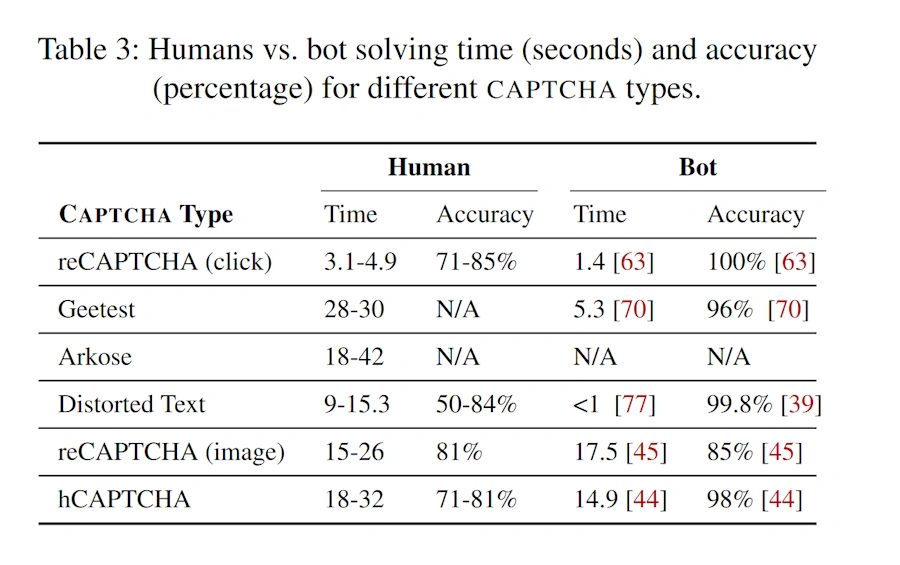 Table 3: Humans vs. bot solving time (seconds) and accuracy
(percentage) for different CAPTCHA types.
Human Bot
CAPTCHA Type Time Accuracy Time Accuracy
reCAPTCHA (click) 3.1-4.9 71-85% 1.4 [63] 100% [63]
Geetest 28-30 N/A 5.3 [70] 96% [70]
Arkose 18-42 N/A N/A N/A
Distorted Text 9-15.3 50-84% <1 [77] 99.8% [39]
reCAPTCHA (image) 15-26 81% 17.5 [45] 85% [45]
hCAPTCHA 18-32 71-81% 14.9 [44] 98% [44]